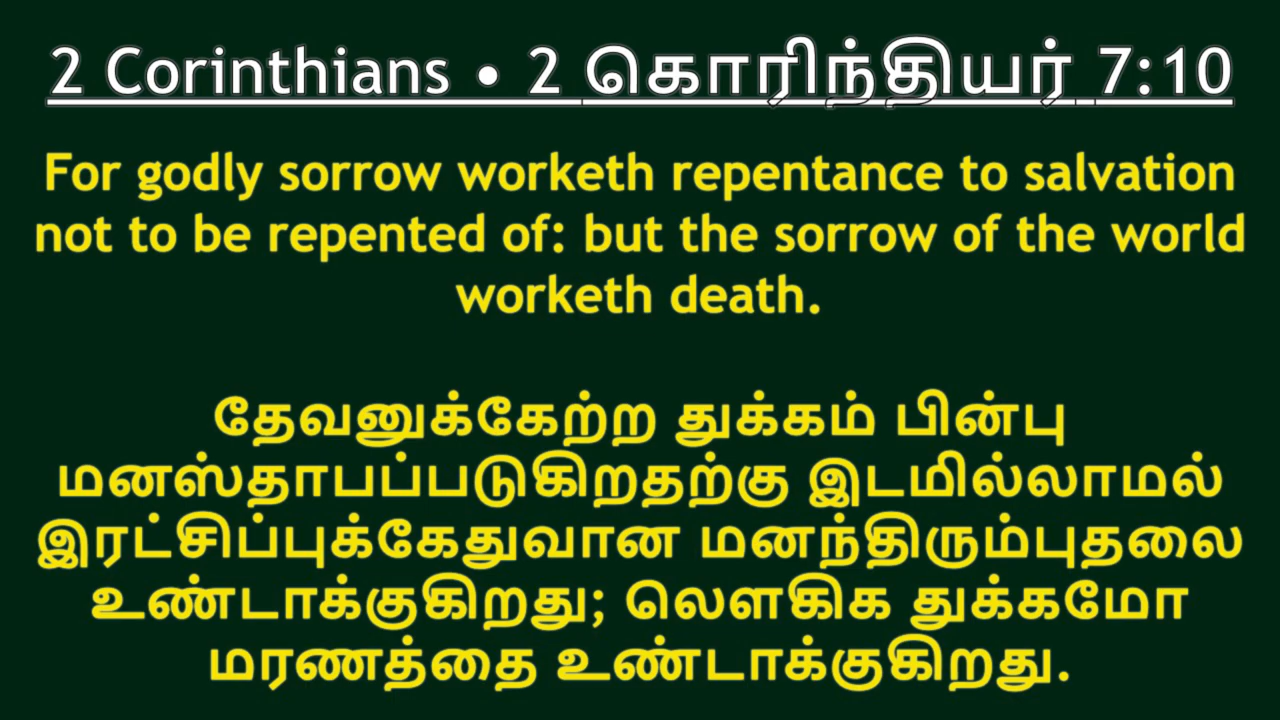 2 Corinthians • 2 கொரிந்தியர் 7:10
For godly sorrow worketh repentance to salvation
not to be repented of: but the sorrow of the world
worketh death.
தேவனுக்கேற்ற துக்கம் பின்பு
மனஸ்தாபப்படுகிறதற்கு இடமில்லாமல்
இரட்சிப்புக்கேதுவான மனந்திரும்புதலை
உண்டாக்குகிறது; லௌகிக துக்கமோ
மரணத்தை உண்டாக்குகிறது.